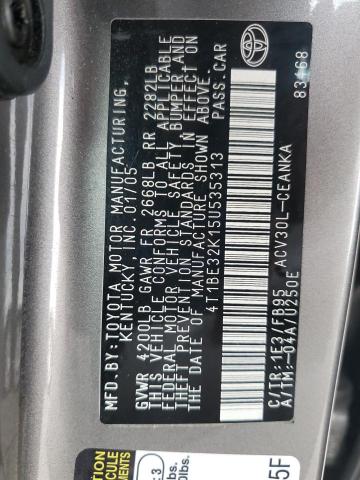 MFD. BY: TOYOTA MOTOR MANUFACTURING,
KENTUCKY, INC. 01/05
GVWR 4200LB GAWR FR 2668LB RR 2282LB
THIS VEHICLE CONFORMS TO ALL APPLICABLE
FEDERAL MOTOR VEHICLE SAFETY, BUMPER, AND
THEFT PREVENTION STANDARDS IN EFFECT ON
THE DATE OF MANUFACTURE SHOWN ABOVE.
4T1BE32K15U535313 PASS. CAR
C/TR:1E3/FB95 ACV30L-CEANKA
A/TM:-04A/U250E 83468
5F